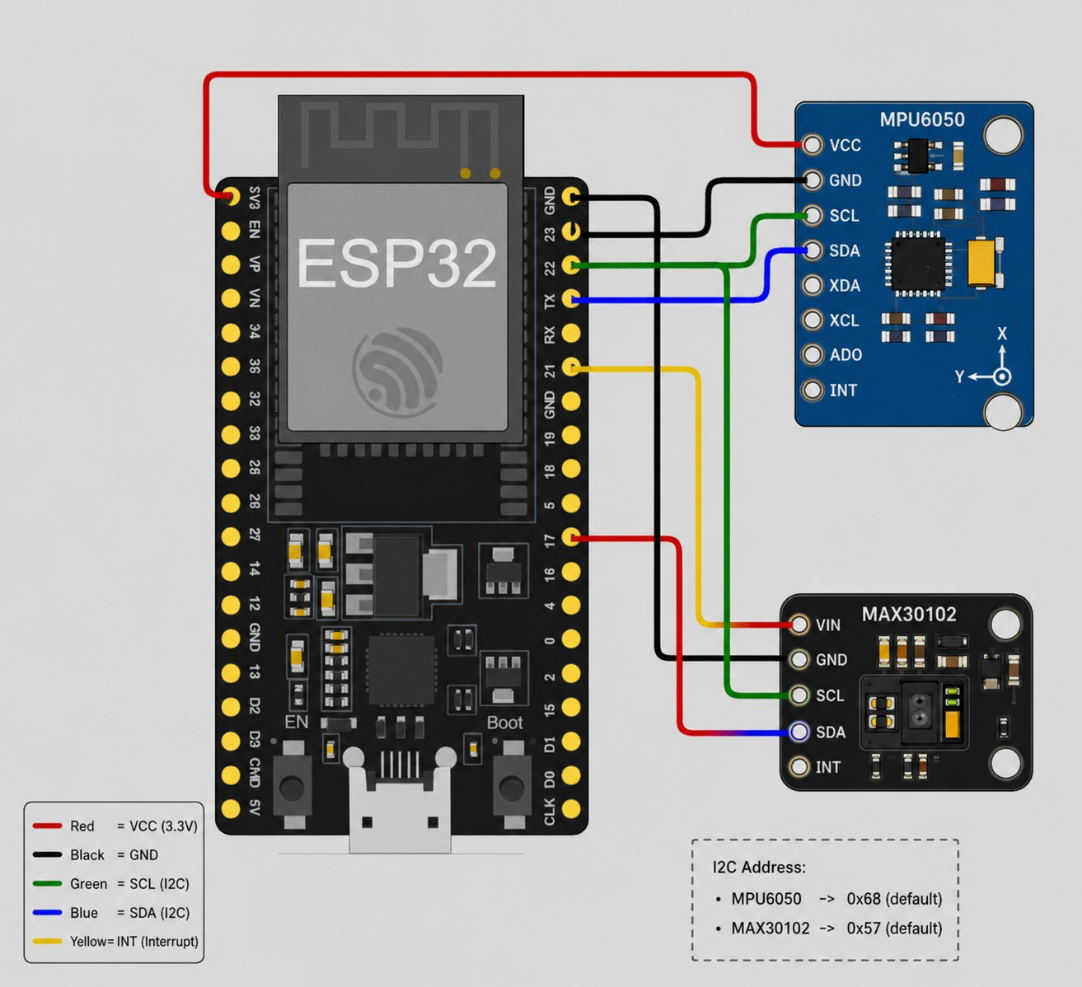 MPU6050
VCC
GND
SCL
SDA
XDA
XCL
ADO
INT
X
Y
ESP32
3V3
EN
VP
VN
34
36
32
33
26
26
27
14
12
GND
13
D2
D3
CMD
5V
GND
23
22
TX
RX
21
GND
19
18
5
17
16
4
0
2
15
D1
D0
CLK
EN
Boot
MAX30102
VIN
GND
SCL
SDA
INT
Red = VCC (3.3V)
Black = GND
Green = SCL (I2C)
Blue = SDA (I2C)
Yellow= INT (Interrupt)
I2C Address:
• MPU6050 -> 0x68 (default)
• MAX30102 -> 0x57 (default)